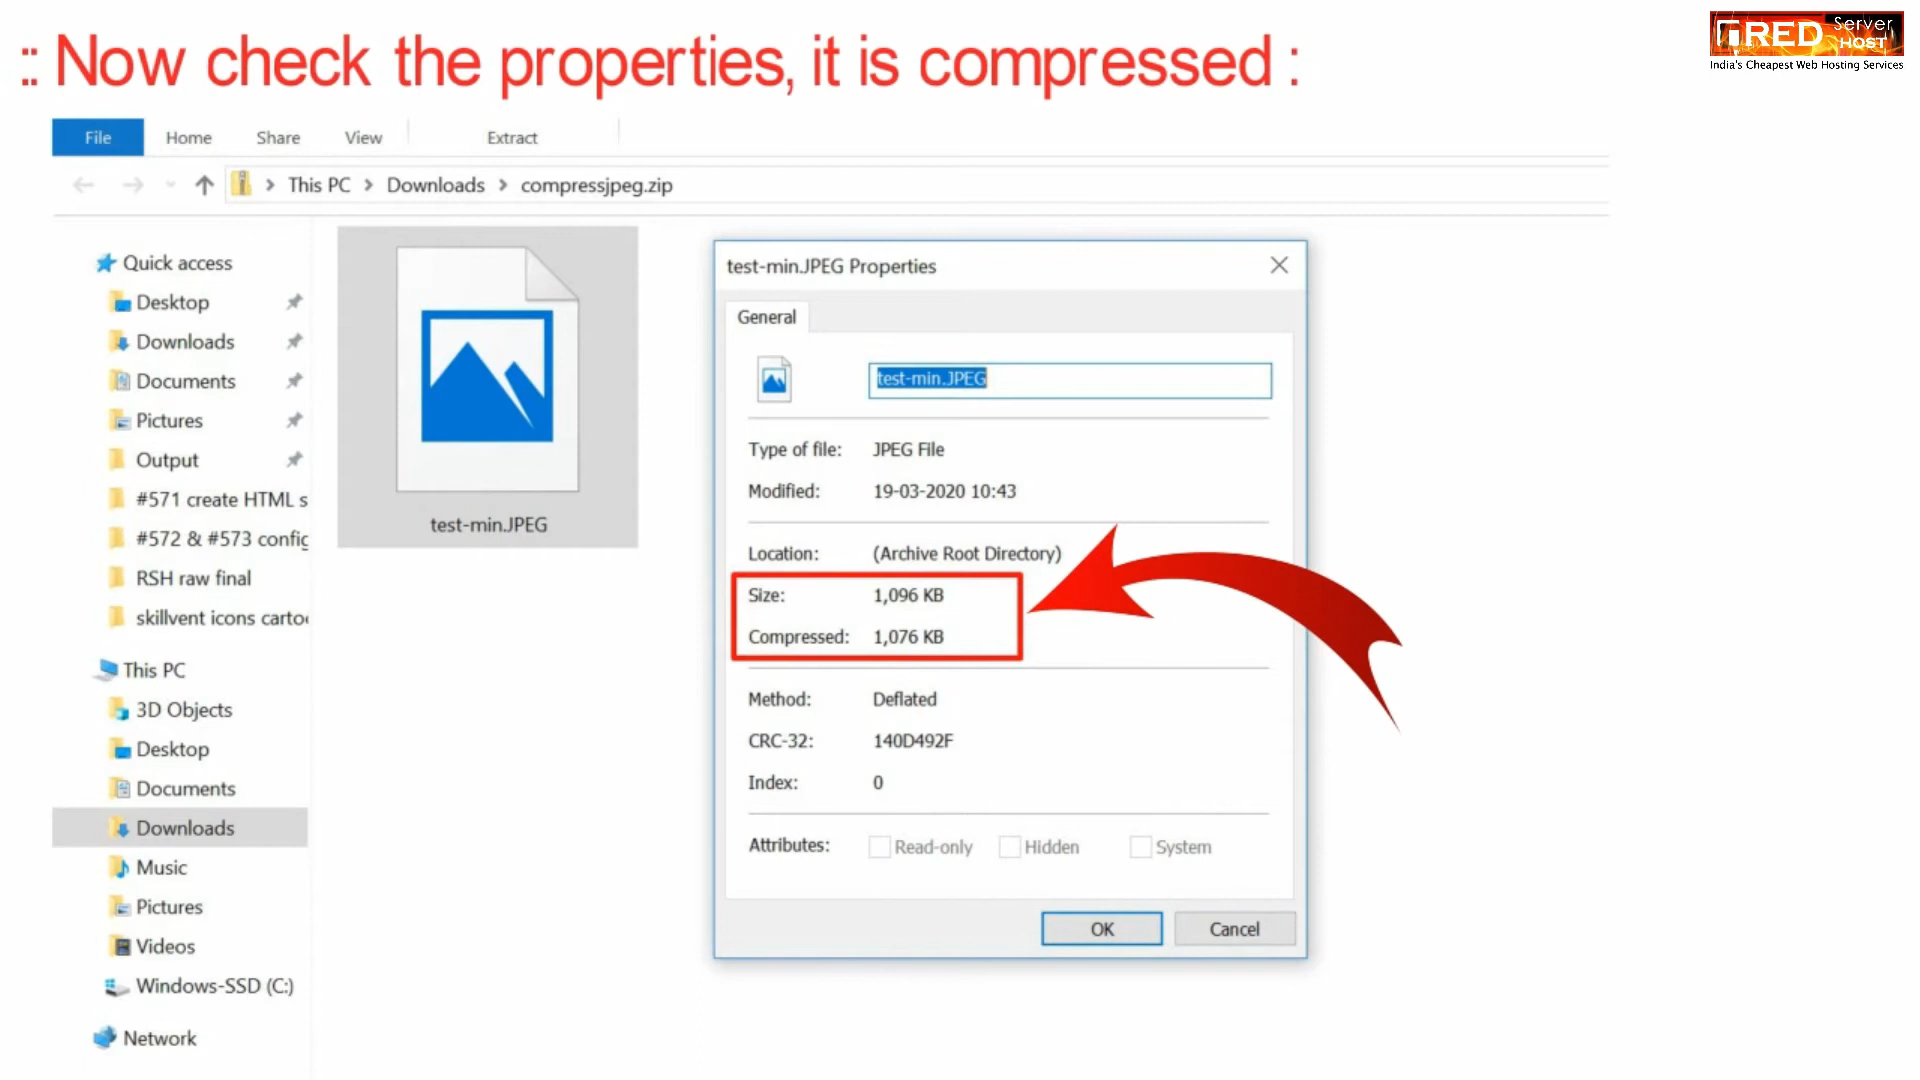 :: Now check the properties, it is compressed :
RED Server
HOST
India's Cheapest Web Hosting Services
File Home Share View Extract
This PC > Downloads > compressjpeg.zip
Quick access
Desktop
Downloads
Documents
Pictures
Output
#571 create HTML s
#572 & #573 config
RSH raw final
skillvent icons cartoo
This PC
3D Objects
Desktop
Documents
Downloads
Music
Pictures
Videos
Windows-SSD (C:)
Network
test-min.JPEG
test-min.JPEG Properties
General
test-min.JPEG
Type of file: JPEG File
Modified: 19-03-2020 10:43
Location: (Archive Root Directory)
Size: 1,096 KB
Compressed: 1,076 KB
Method: Deflated
CRC-32: 140D492F
Index: 0
Attributes: Read-only Hidden System
OK Cancel